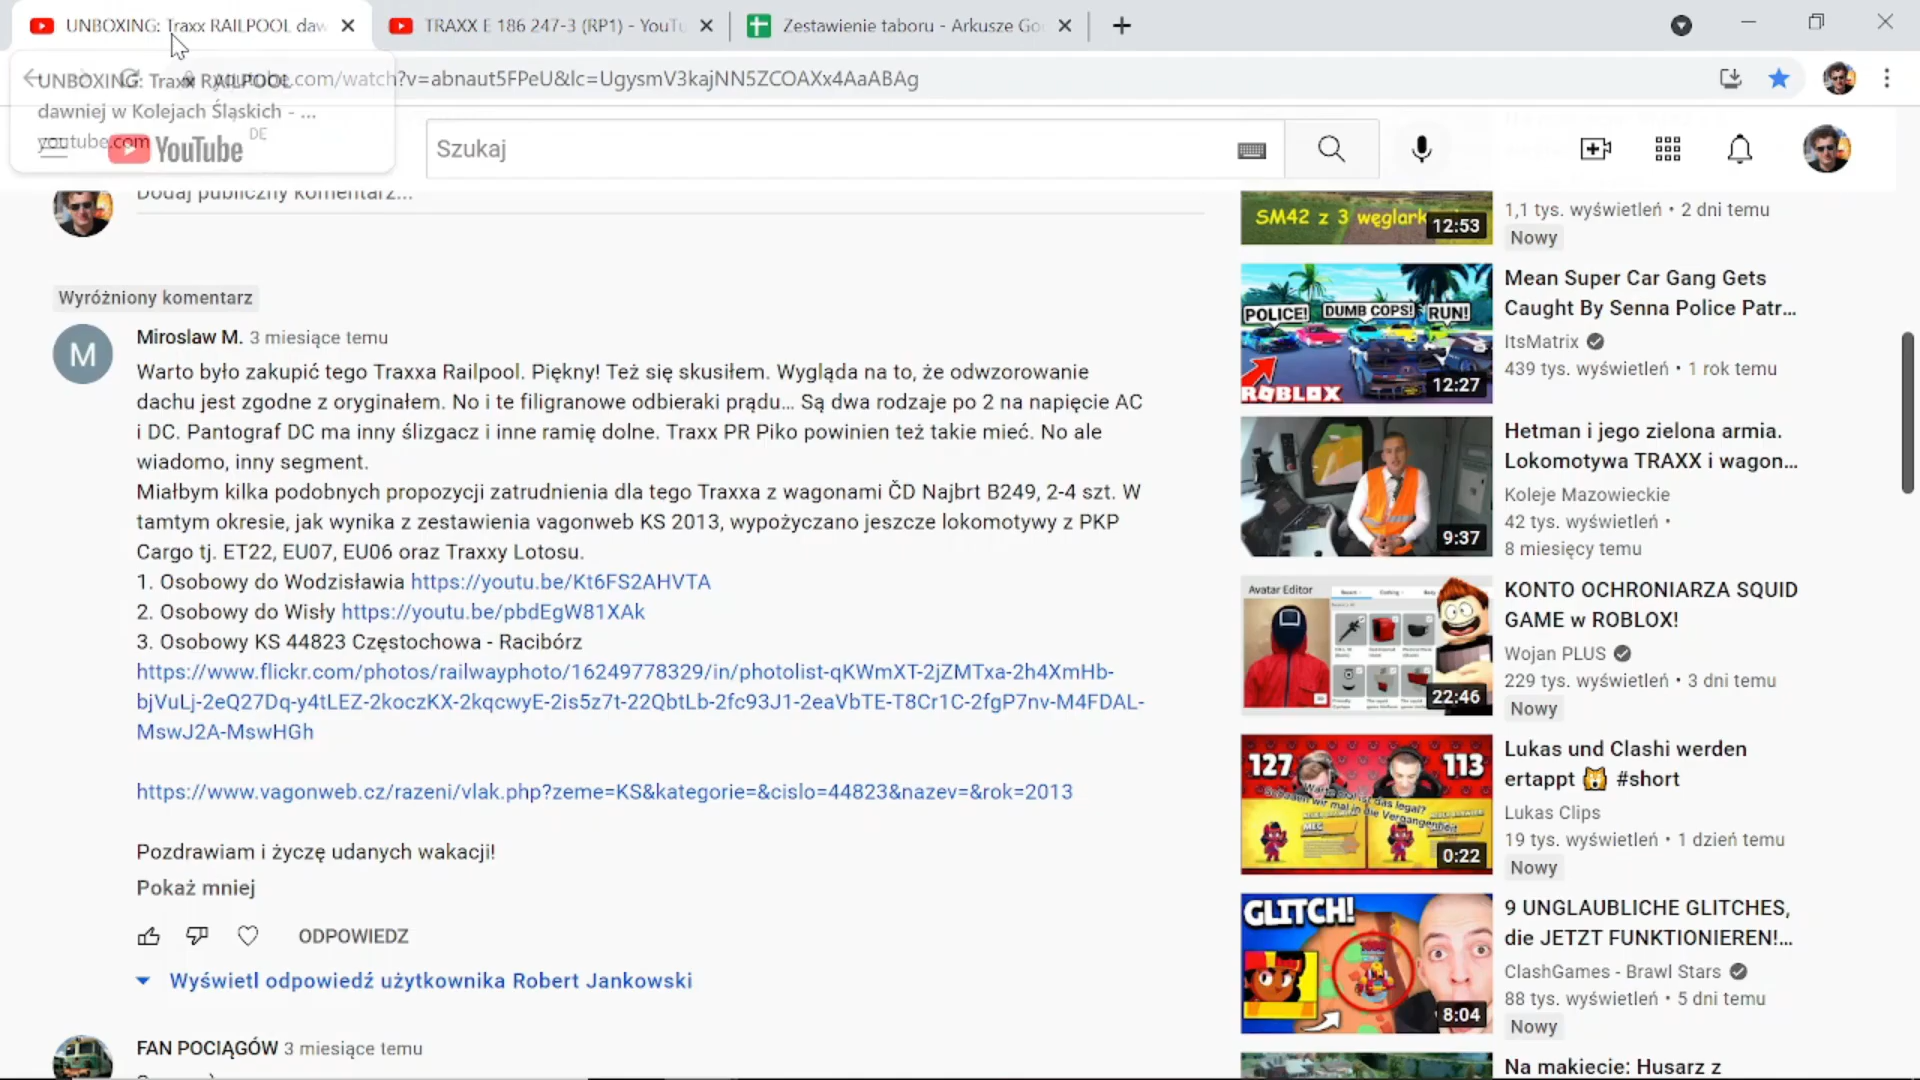 UNBOXING: Traxx RAILPOOL daw
TRAXX E 186 247-3 (RP1) - YouTu
Zestawienie taboru - Arkusze Go
UNBOXING: Traxx RAILPOOL
dawniej w Kolejach Śląskich - ...
youtube.com
youtube.com/watch?v=abnaut5FPeU&lc=UgysmV3kajNN5ZCOAXx4AaABAg
YouTube
DE
Szukaj
Dodaj publiczny komentarz...
Wyróżniony komentarz
M
Miroslaw M. 3 miesiące temu
Warto było zakupić tego Traxxa Railpool. Piękny! Też się skusiłem. Wygląda na to, że odwzorowanie
dachu jest zgodne z oryginałem. No i te filigranowe odbieraki prądu... Są dwa rodzaje po 2 na napięcie AC
i DC. Pantograf DC ma inny ślizgacz i inne ramię dolne. Traxx PR Piko powinien też takie mieć. No ale
wiadomo, inny segment.
Miałbym kilka podobnych propozycji zatrudnienia dla tego Traxxa z wagonami ČD Najbrt B249, 2-4 szt. W
tamtym okresie, jak wynika z zestawienia vagonweb KS 2013, wypożyczano jeszcze lokomotywy z PKP
Cargo tj. ET22, EU07, EU06 oraz Traxxy Lotosu.
1. Osobowy do Wodzisławia https://youtu.be/Kt6FS2AHVTA
2. Osobowy do Wisły https://youtu.be/pbdEgW81XAk
3. Osobowy KS 44823 Częstochowa - Racibórz
https://www.flickr.com/photos/railwayphoto/16249778329/in/photolist-qKWmXT-2jZMTxa-2h4XmHb-
bjVuLj-2eQ27Dq-y4tLEZ-2koczKX-2kqcwyE-2is5z7t-22QbtLb-2fc93J1-2eaVbTE-T8Cr1C-2fgP7nv-M4FDAL-
MswJ2A-MswHGh
https://www.vagonweb.cz/razeni/vlak.php?zeme=KS&kategorie=&cislo=44823&nazev=&rok=2013
Pozdrawiam i życzę udanych wakacji!
Pokaż mniej
ODPOWIEDZ
Wyświetl odpowiedź użytkownika Robert Jankowski
FAN POCIĄGÓW 3 miesiące temu
SM42 z 3 węglark
12:53
1,1 tys. wyświetleń • 2 dni temu
Nowy
POLICE! DUMB COPS! RUN!
ROBLOX
12:27
Mean Super Car Gang Gets
Caught By Senna Police Patr...
ItsMatrix
439 tys. wyświetleń • 1 rok temu
9:37
Hetman i jego zielona armia.
Lokomotywa TRAXX i wagon...
Koleje Mazowieckie
42 tys. wyświetleń •
8 miesięcy temu
Avatar Editor
22:46
KONTO OCHRONIARZA SQUID
GAME w ROBLOX!
Wojan PLUS
229 tys. wyświetleń • 3 dni temu
Nowy
127 113
wir mal in die Vergangenheit
0:22
Lukas und Clashi werden
ertappt 🙀 #short
Lukas Clips
19 tys. wyświetleń • 1 dzień temu
Nowy
GLITCH!
8:04
9 UNGLAUBLICHE GLITCHES,
die JETZT FUNKTIONIEREN!...
ClashGames - Brawl Stars
88 tys. wyświetleń • 5 dni temu
Nowy
Na makiecie: Husarz z